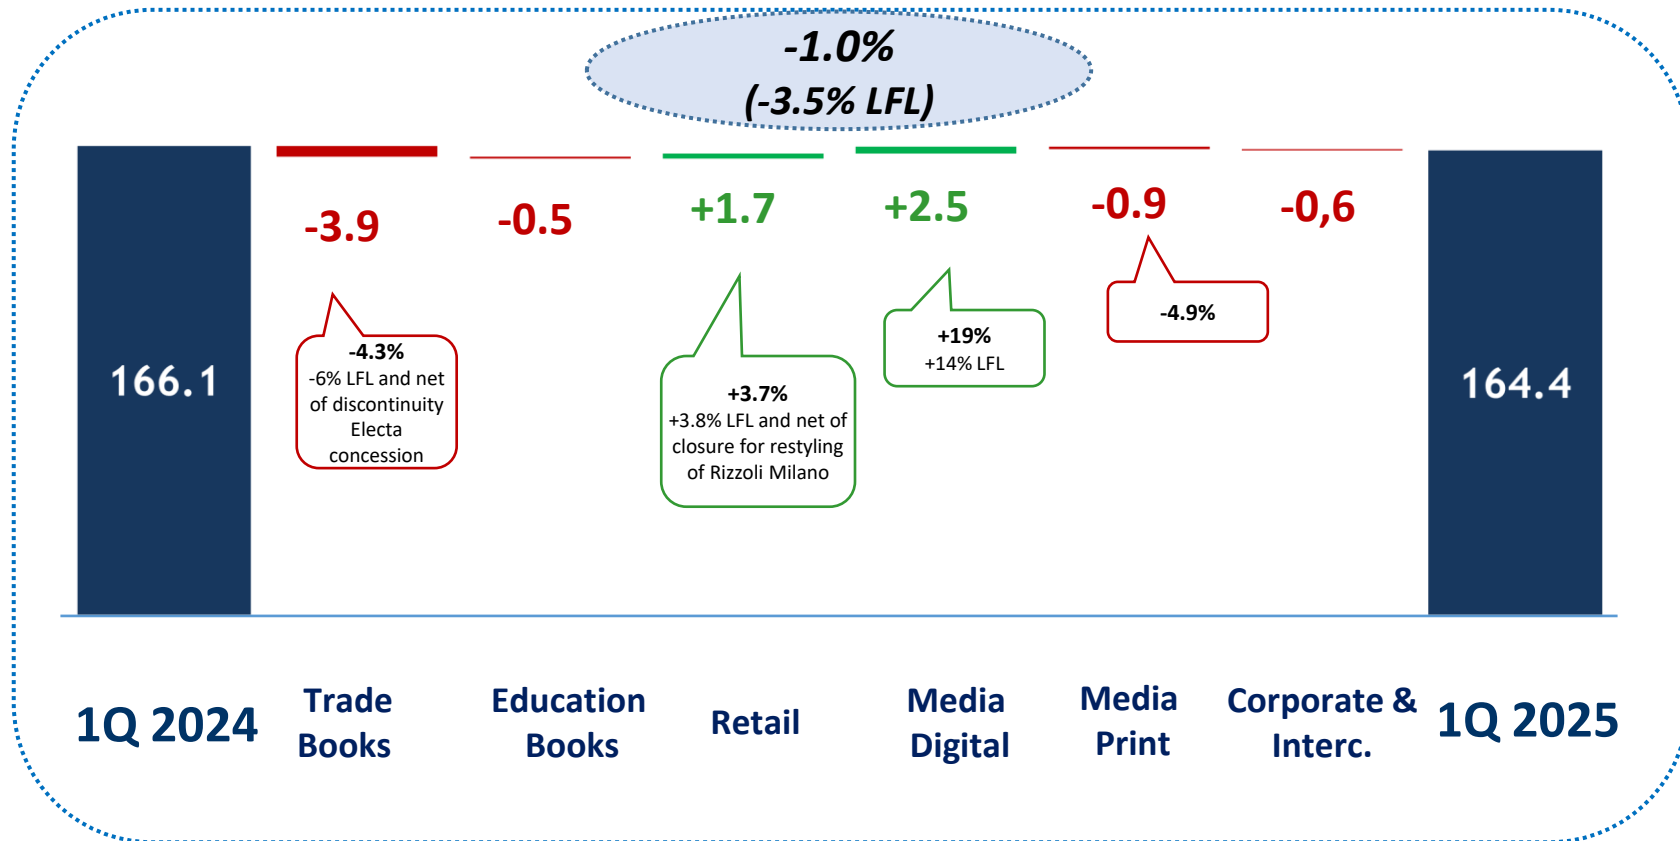 -1.0%
(-3.5% LFL)
-3.9
-0.5
+1.7
+2.5
-0.9
-0,6
166.1
-4.3%
-6% LFL and net
of discontinuity
Electa
concession
+3.7%
+3.8% LFL and net of
closure for restyling
of Rizzoli Milano
+19%
+14% LFL
-4.9%
164.4
1Q 2024
Trade
Books
Education
Books
Retail
Media
Digital
Media
Print
Corporate &
Interc.
1Q 2025